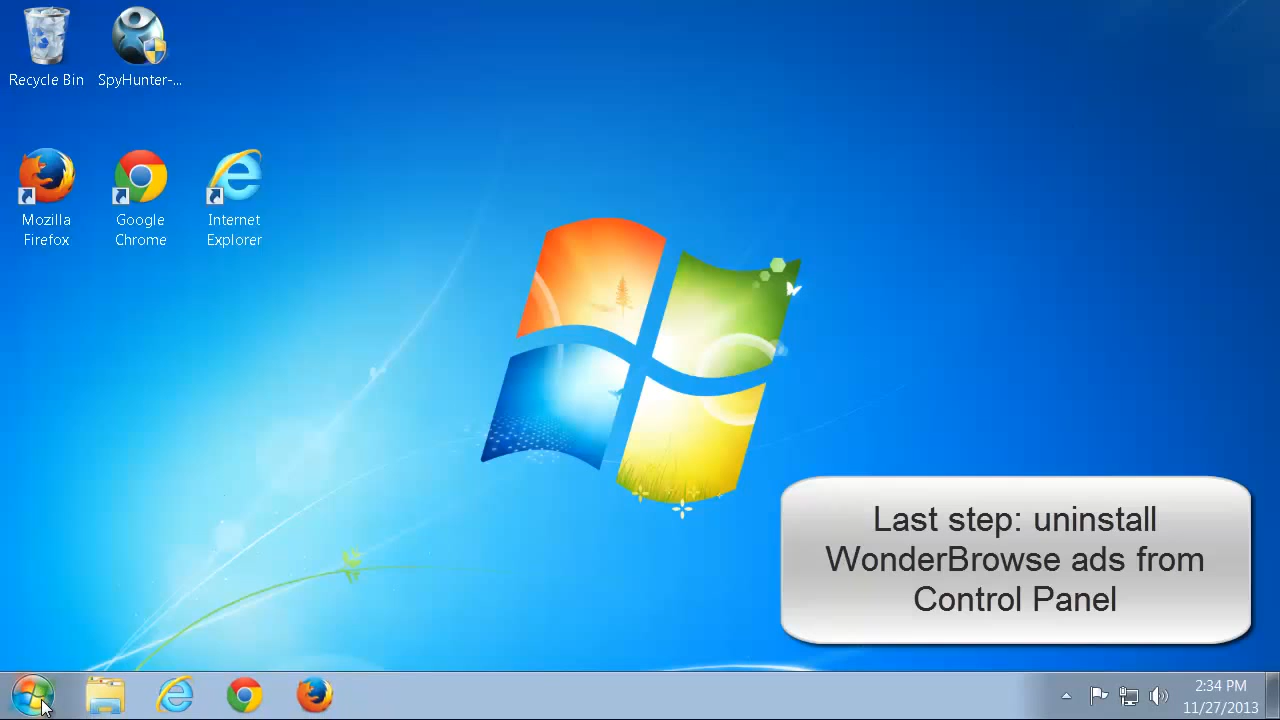 Recycle Bin
SpyHunter-...
Mozilla
Firefox
Google
Chrome
Internet
Explorer
Last step: uninstall
WonderBrowse ads from
Control Panel
2:34 PM
11/27/2013